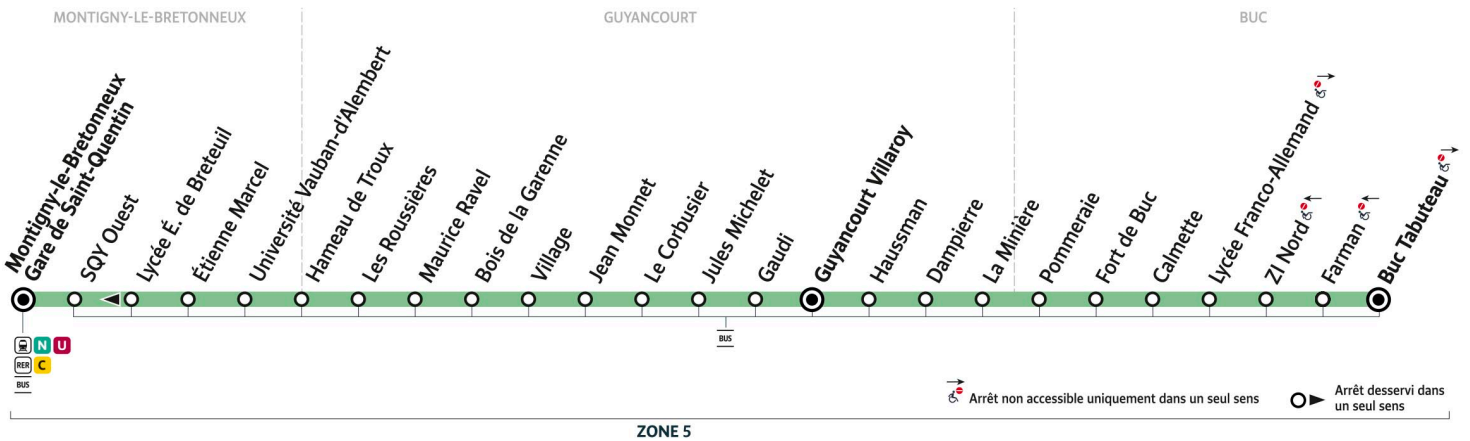 MONTIGNY-LE-BRETONNEUX
GUYANCOURT
BUC
Montigny-le-Bretonneux
Gare de Saint-Quentin
SQY Ouest
Lycée É. de Breteuil
Étienne Marcel
Université Vauban-d'Alembert
Hameau de Troux
Les Roussières
Maurice Ravel
Bois de la Garenne
Village
Jean Monnet
Le Corbusier
Jules Michelet
Gaudi
Guyancourt Villaroy
Haussman
Dampierre
La Minière
Pommeraie
Fort de Buc
Calmette
Lycée Franco-Allemand
ZI Nord
Farman
Buc Tabuteau
N U
RER C
BUS
BUS
Arrêt non accessible uniquement dans un seul sens
Arrêt desservi dans
un seul sens
ZONE 5